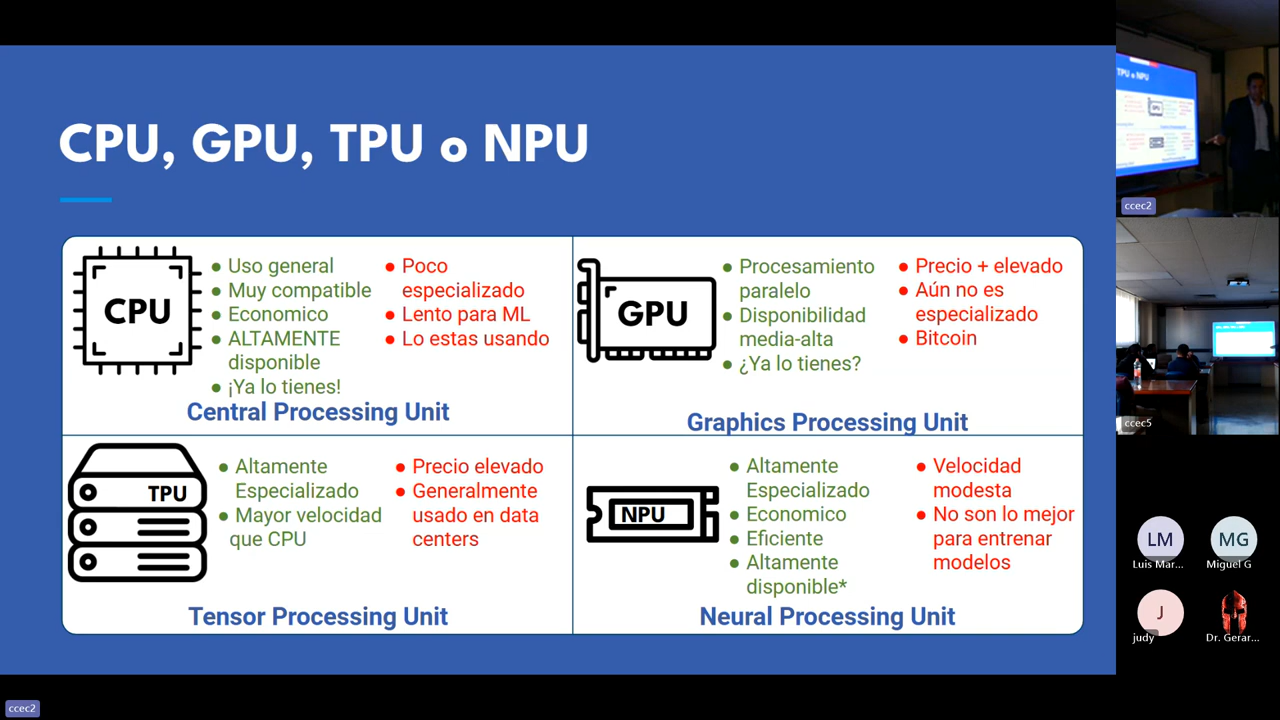 CPU, GPU, TPU o NPU
CPU
● Uso general
● Muy compatible
● Economico
● ALTAMENTE
disponible
● ¡Ya lo tienes!
● Poco
especializado
● Lento para ML
● Lo estas usando
Central Processing Unit
GPU
● Procesamiento
paralelo
● Disponibilidad
media-alta
● ¿Ya lo tienes?
● Precio + elevado
● Aún no es
especializado
● Bitcoin
Graphics Processing Unit
TPU
● Altamente
Especializado
● Mayor velocidad
que CPU
● Precio elevado
● Generalmente
usado en data
centers
Tensor Processing Unit
NPU
● Altamente
Especializado
● Economico
● Eficiente
● Altamente
disponible*
● Velocidad
modesta
● No son lo mejor
para entrenar
modelos
Neural Processing Unit
ccec2
TPU o NPU
ccec2
ccec5
LM
Luis Mar...
MG
Miguel G
J
judy
Dr. Gerar...